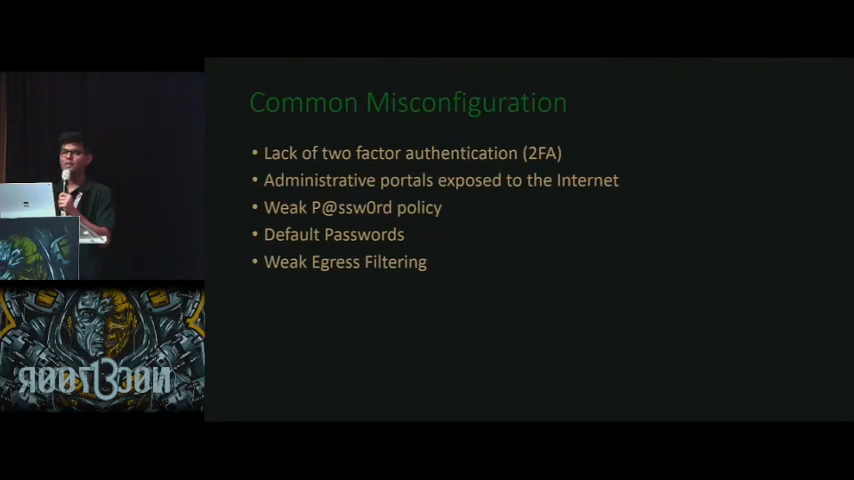 Common Misconfiguration
• Lack of two factor authentication (2FA)
• Administrative portals exposed to the Internet
• Weak P@ssw0rd policy
• Default Passwords
• Weak Egress Filtering